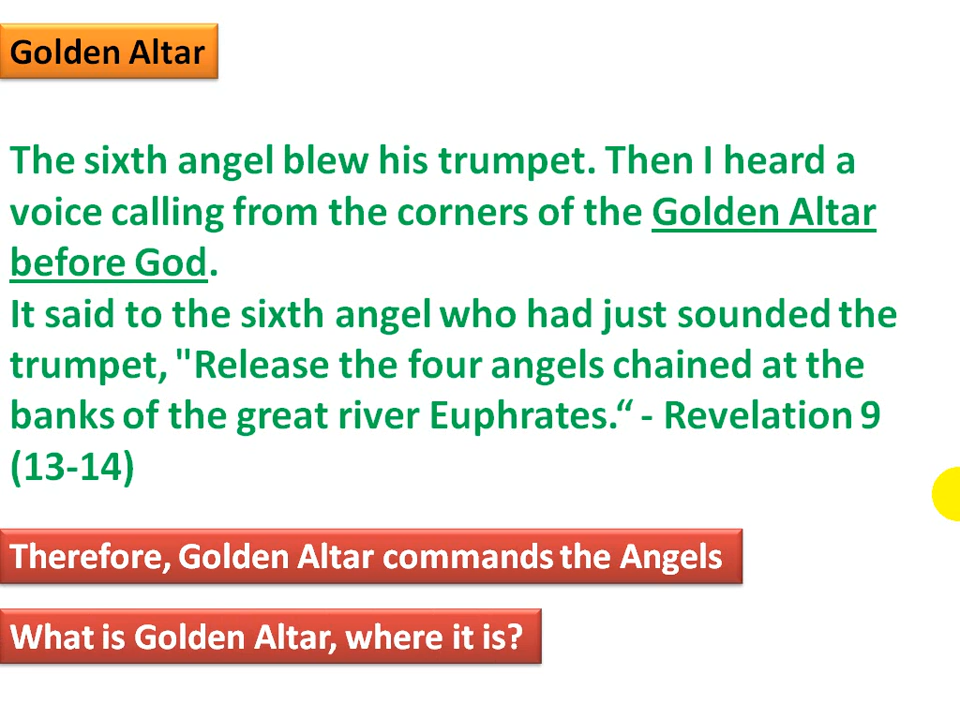 Golden Altar
The sixth angel blew his trumpet. Then I heard a
voice calling from the corners of the Golden Altar
before God.
It said to the sixth angel who had just sounded the
trumpet, "Release the four angels chained at the
banks of the great river Euphrates.“ - Revelation 9
(13-14)
Therefore, Golden Altar commands the Angels
What is Golden Altar, where it is?